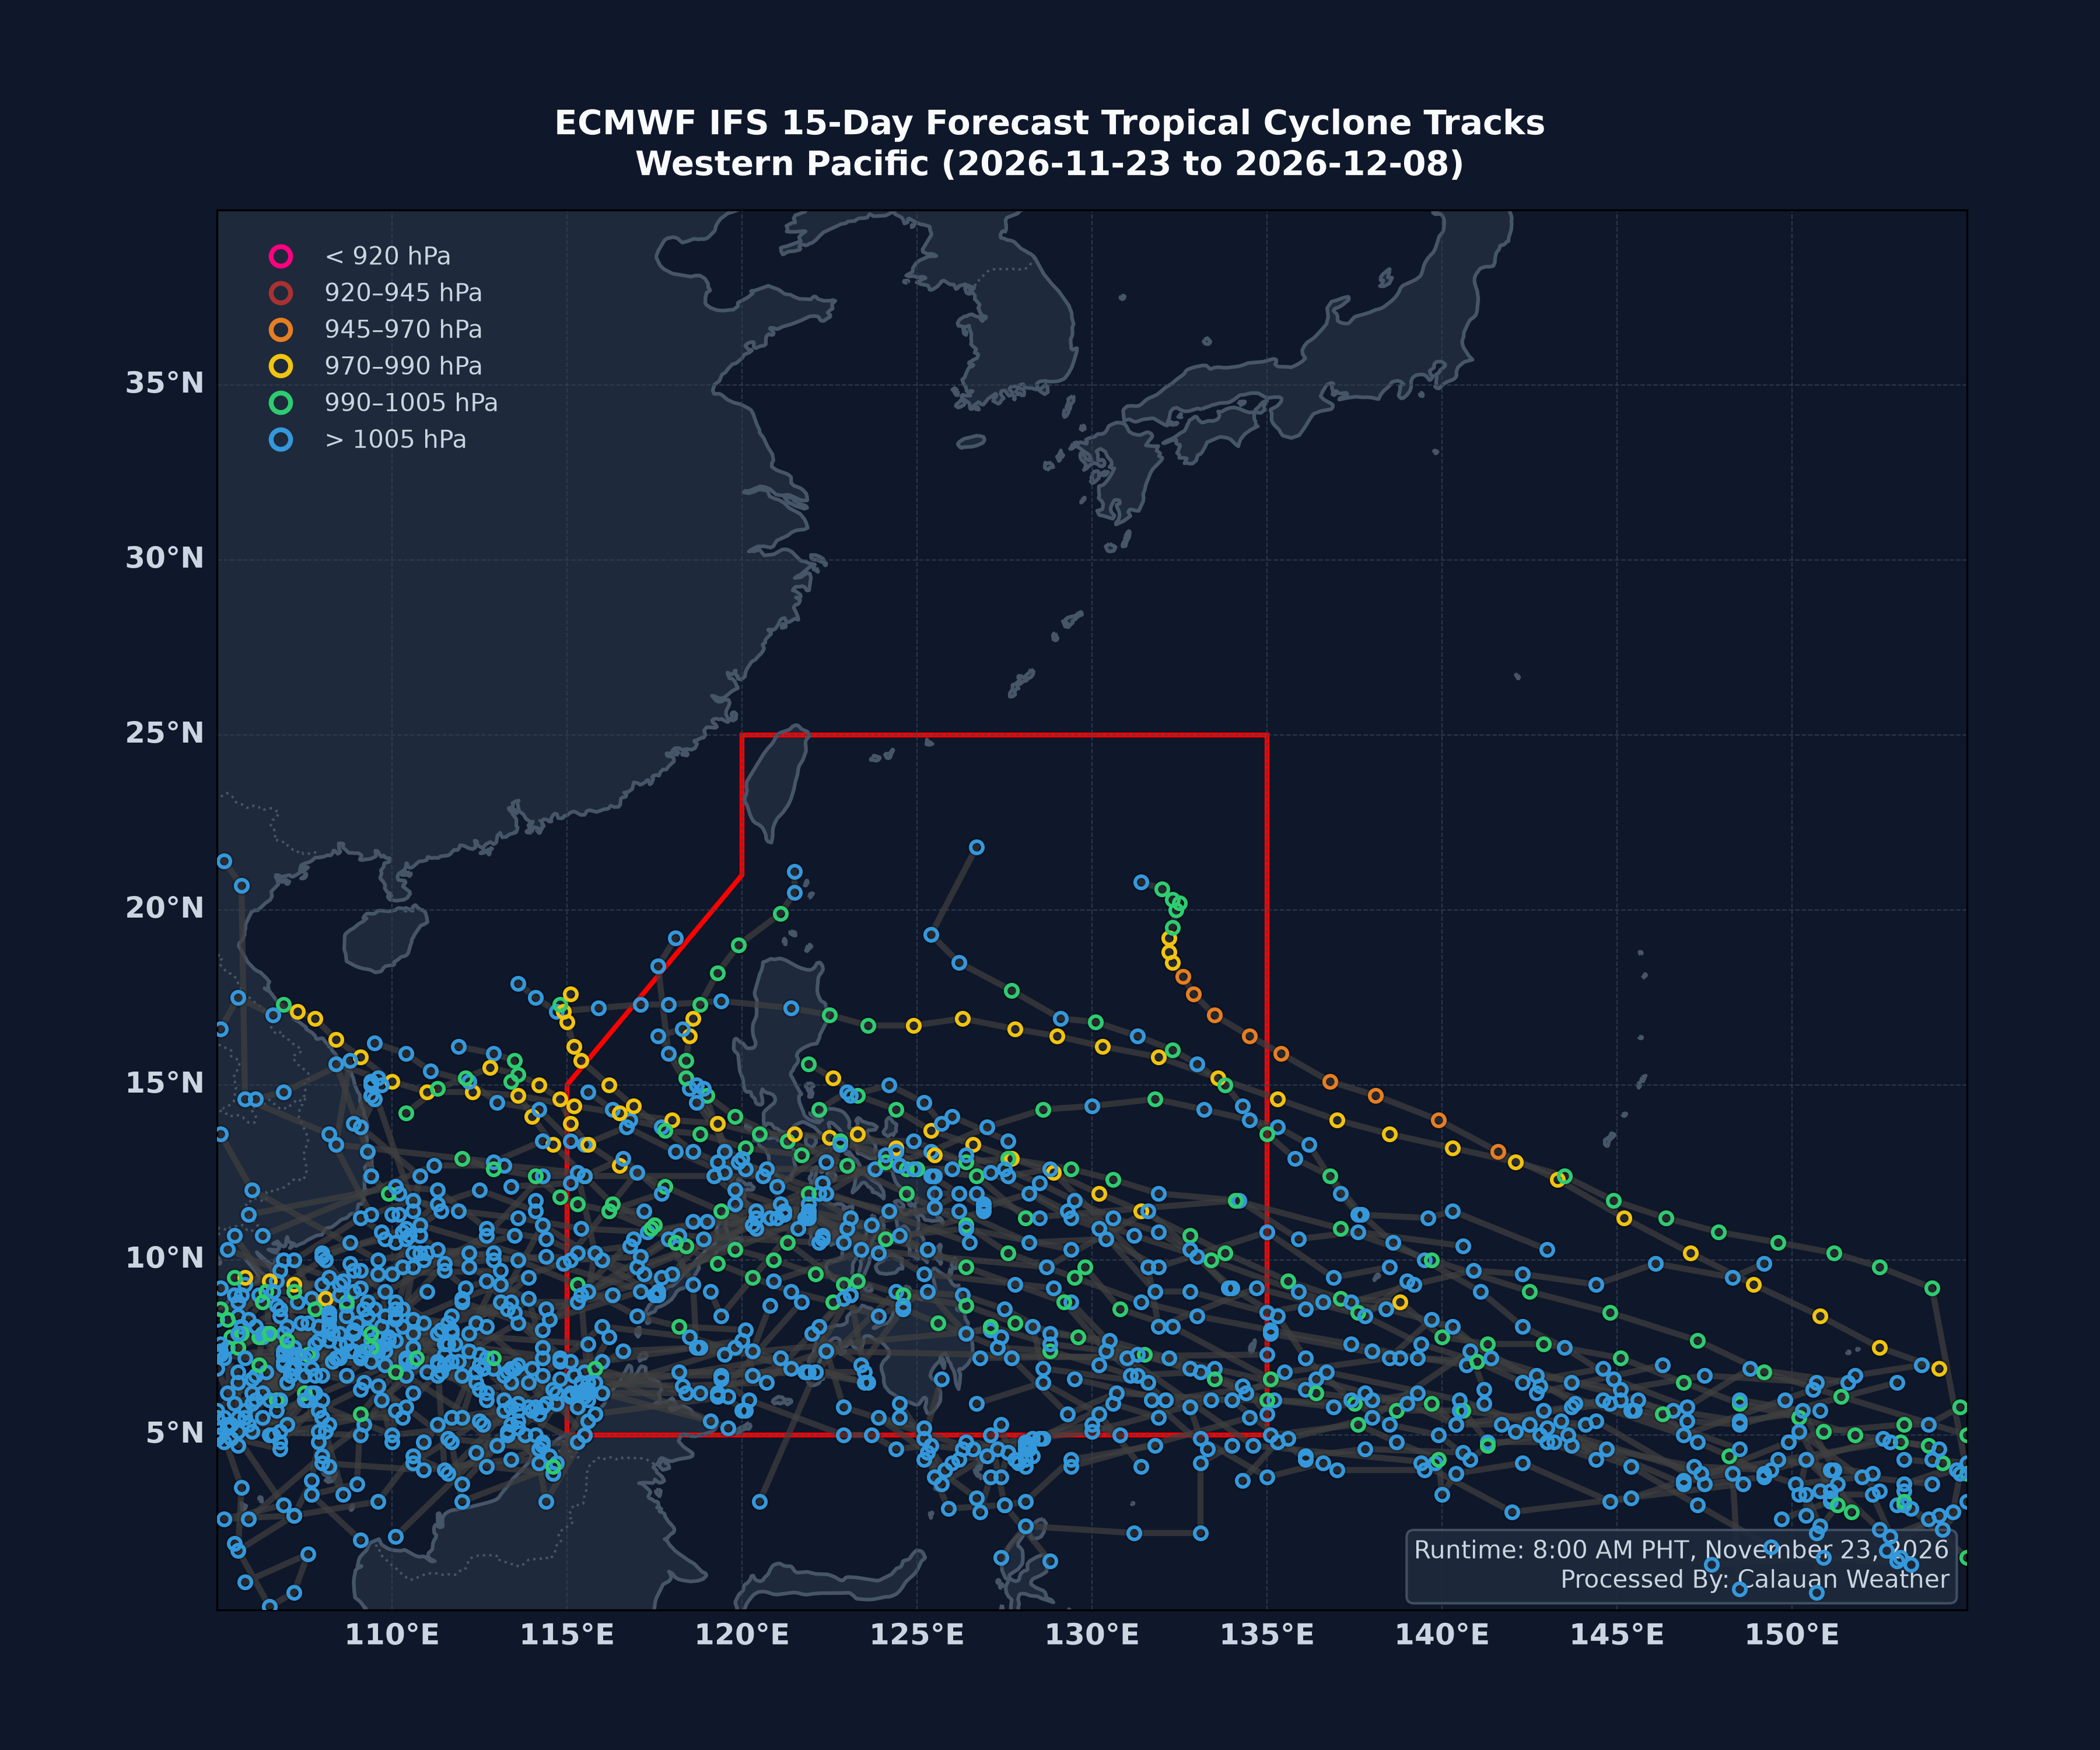 ECMWF IFS 15-Day Forecast Tropical Cyclone Tracks
Western Pacific (2026-11-23 to 2026-12-08)
< 920 hPa
920–945 hPa
945–970 hPa
970–990 hPa
990–1005 hPa
> 1005 hPa
35°N
30°N
25°N
20°N
15°N
10°N
5°N
Runtime: 8:00 AM PHT, November 23, 2026
Processed By: Calauan Weather
110°E 115°E 120°E 125°E 130°E 135°E 140°E 145°E 150°E